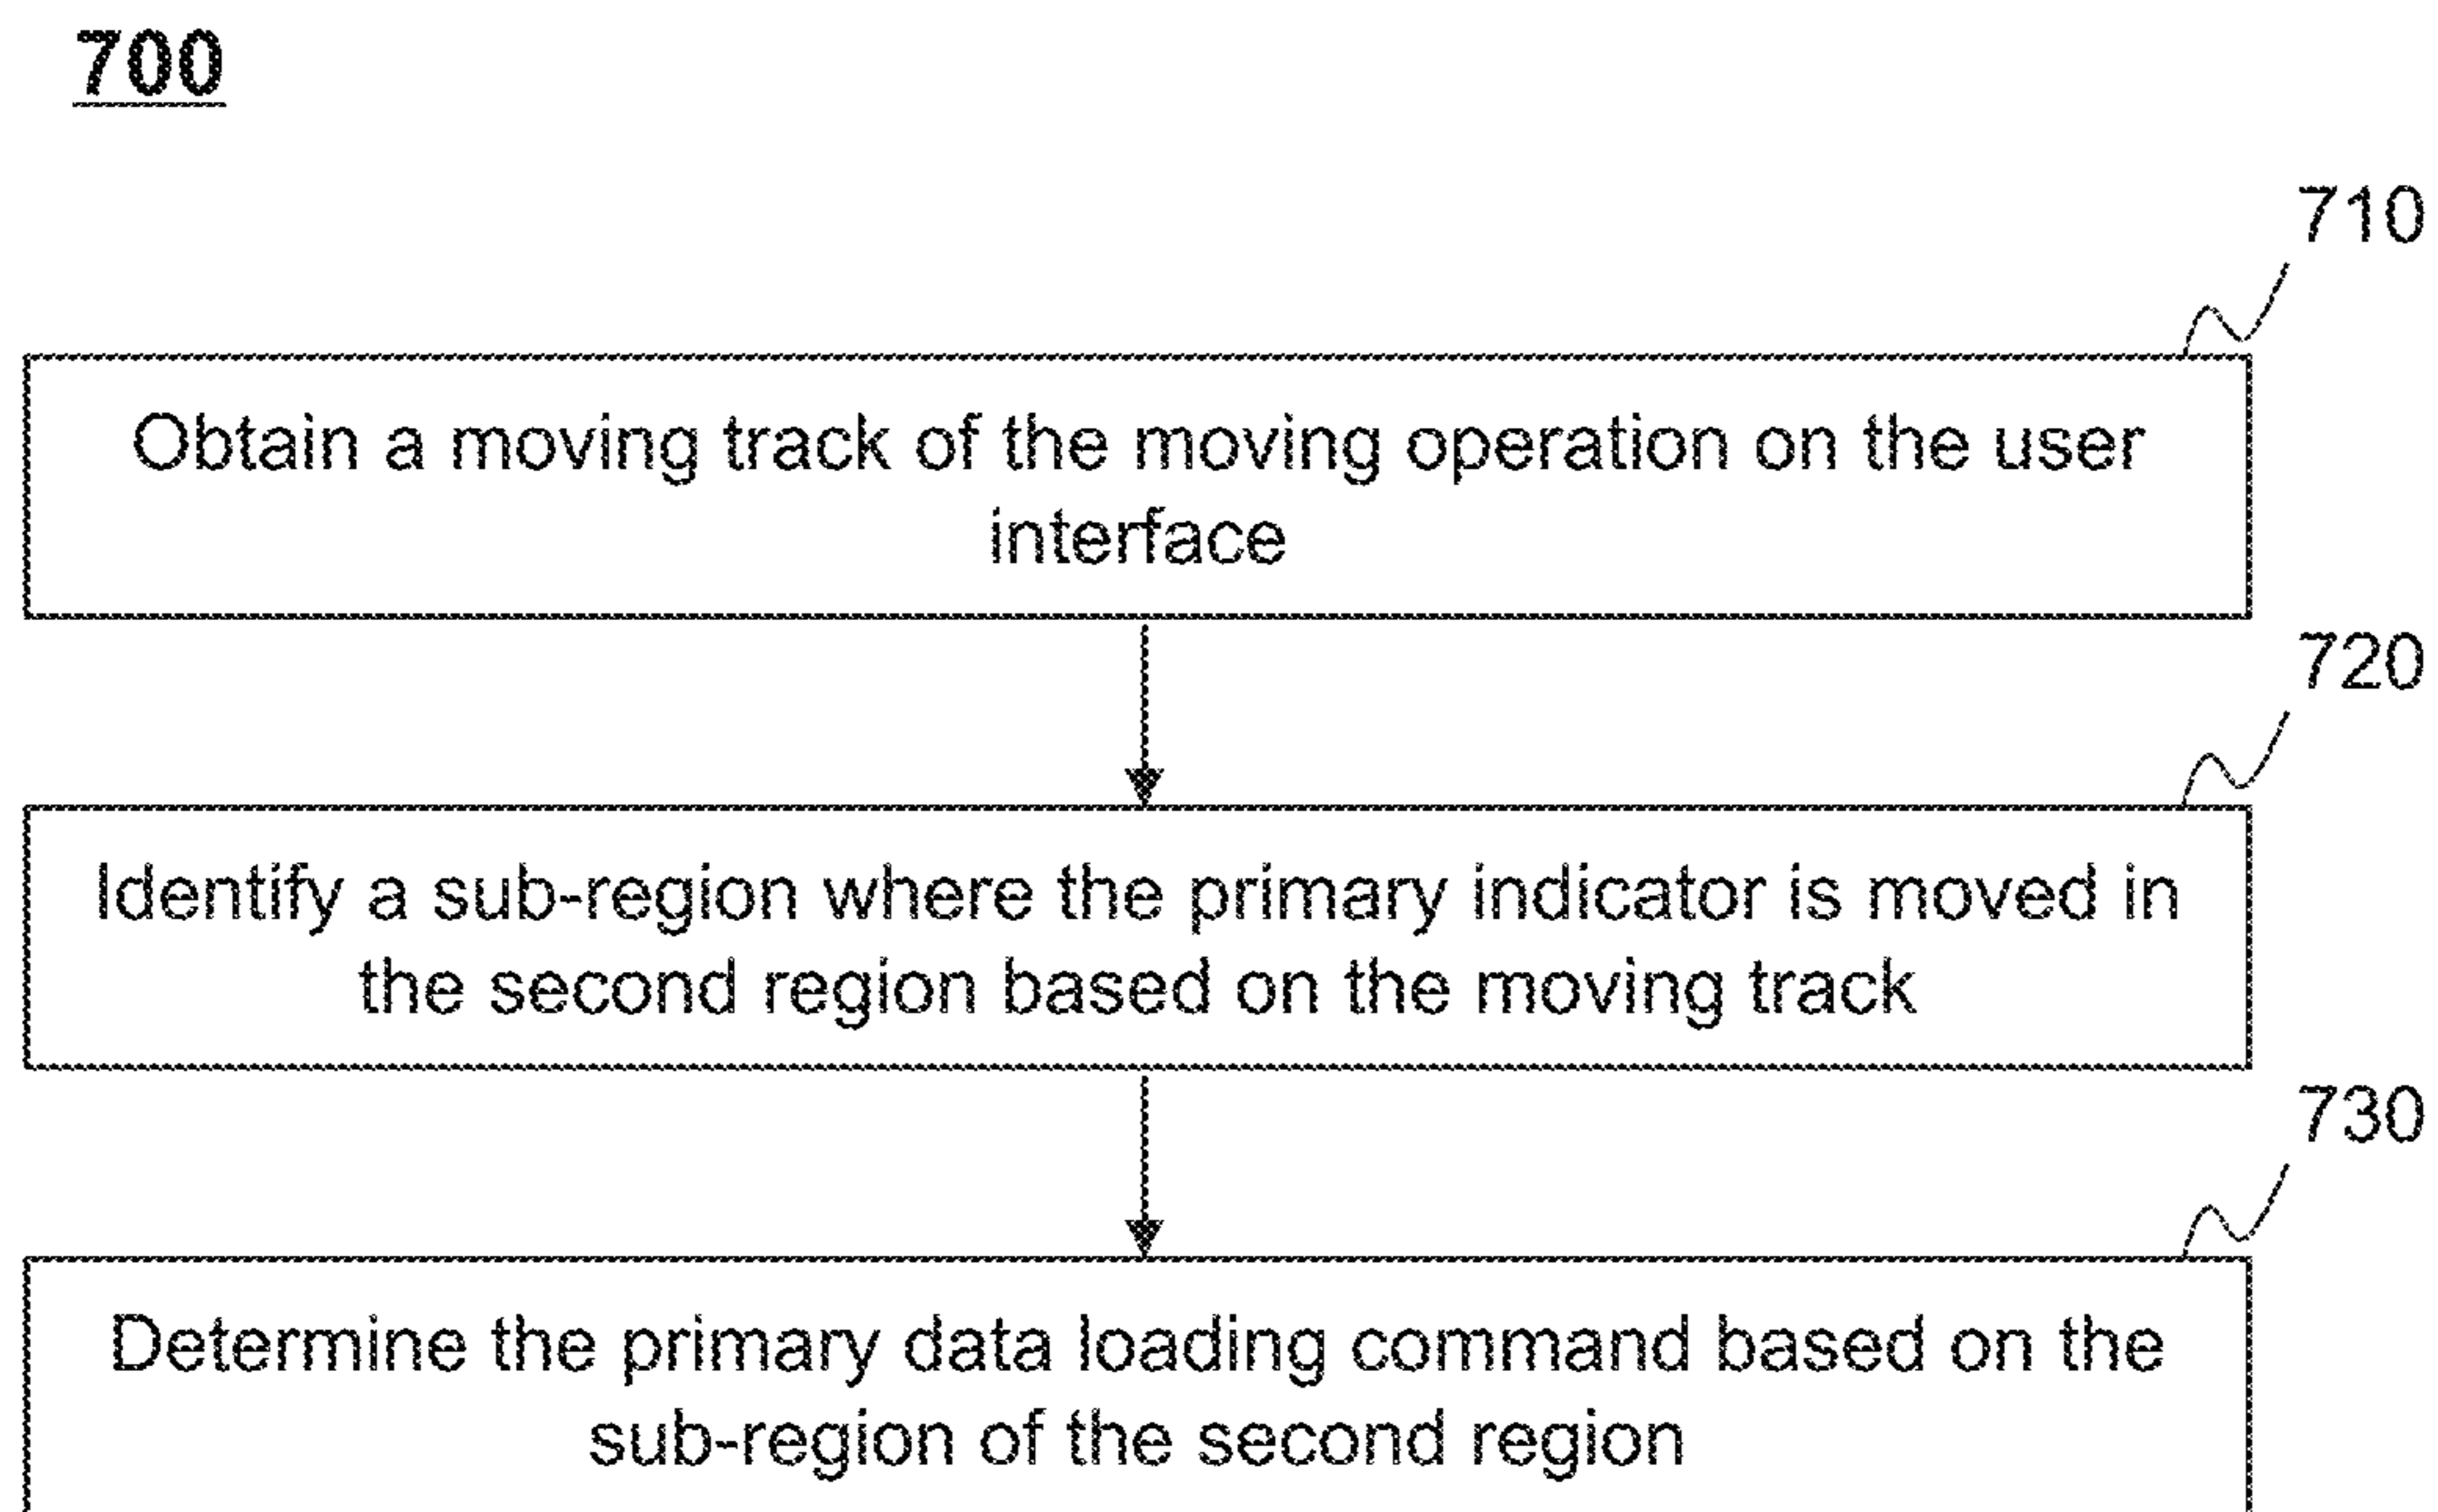 700
710
Obtain a moving track of the moving operation on the user
interface
720
Identify a sub-region where the primary indicator is moved in
the second region based on the moving track
730
Determine the primary data loading command based on the
sub-region of the second region